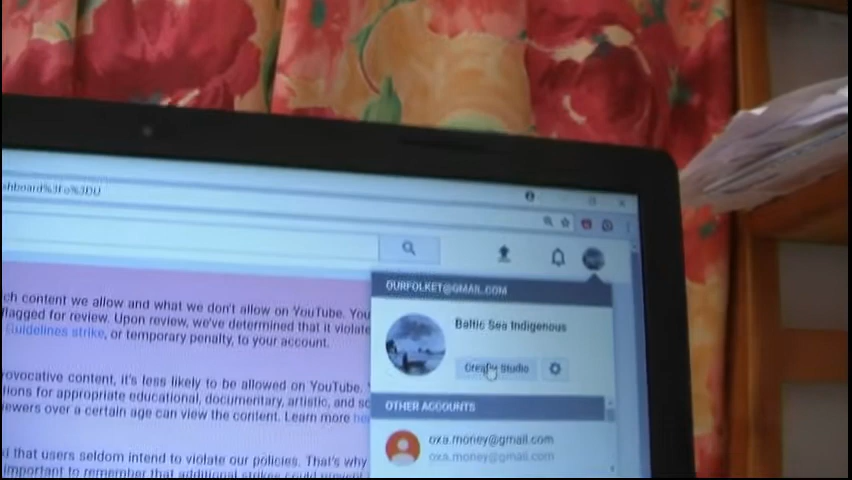 OURFOLKET@GMAIL.COM
Baltic Sea Indigenous
Creator Studio
OTHER ACCOUNTS
oxa.money@gmail.com
oxa.money@gmail.com
ch content we allow and what we don't allow on YouTube. You
flagged for review. Upon review, we've determined that it violate
Guidelines strike, or temporary penalty, to your account.
ovocative content, it's less likely to be allowed on YouTube.
tions for appropriate educational, documentary, artistic, and sc
ewers over a certain age can view the content. Learn more he
d that users seldom intend to violate our policies. That's why
important to remember that additional strikes could prevent